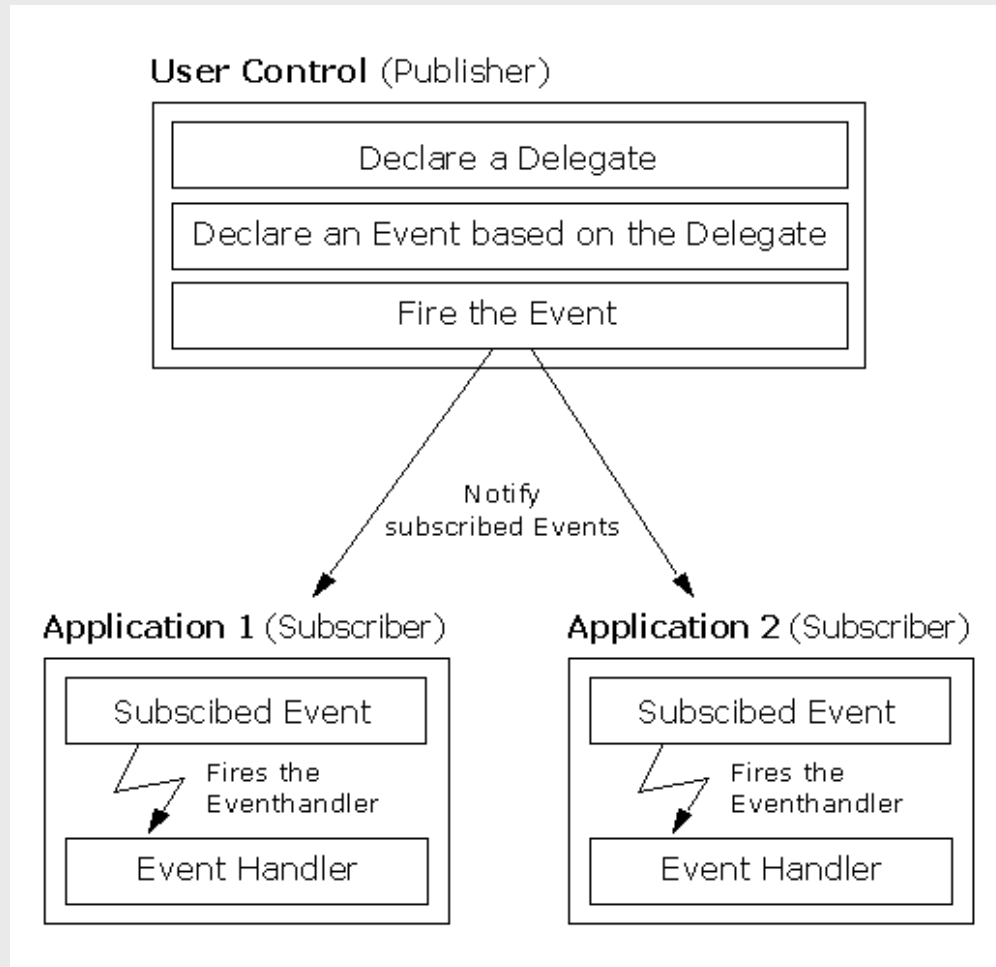 User Control (Publisher)
Declare a Delegate
Declare an Event based on the Delegate
Fire the Event
Notify
subscribed Events
Application 1 (Subscriber)
Subscibed Event
Fires the
Eventhandler
Event Handler
Application 2 (Subscriber)
Subscibed Event
Fires the
Eventhandler
Event Handler